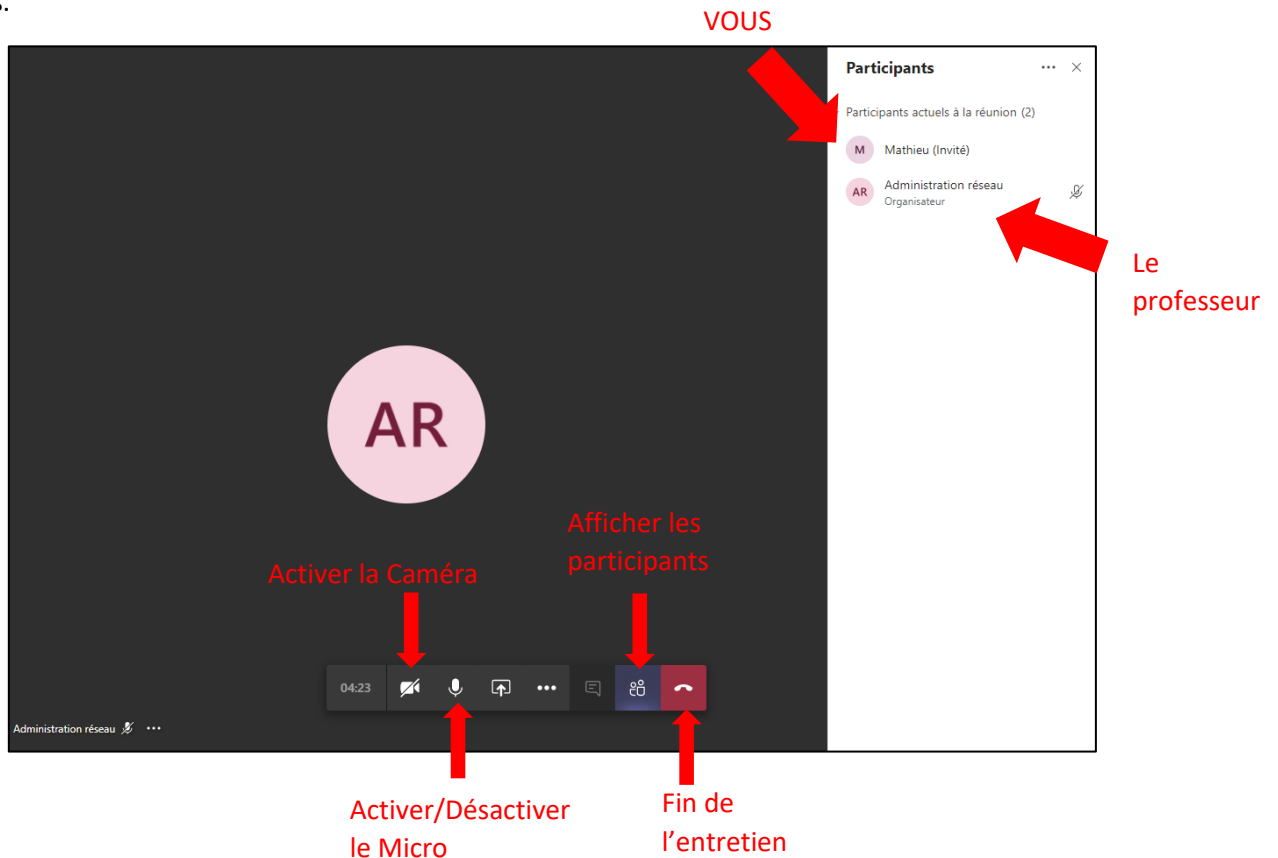 s.
VOUS
Participants
Participants actuels à la réunion (2)
M
Mathieu (Invité)
AR
Administration réseau
Organisateur
Le
professeur
AR
Afficher les
participants
Activer la Caméra
04:23
Administration réseau
Activer/Désactiver
le Micro
Fin de
l’entretien